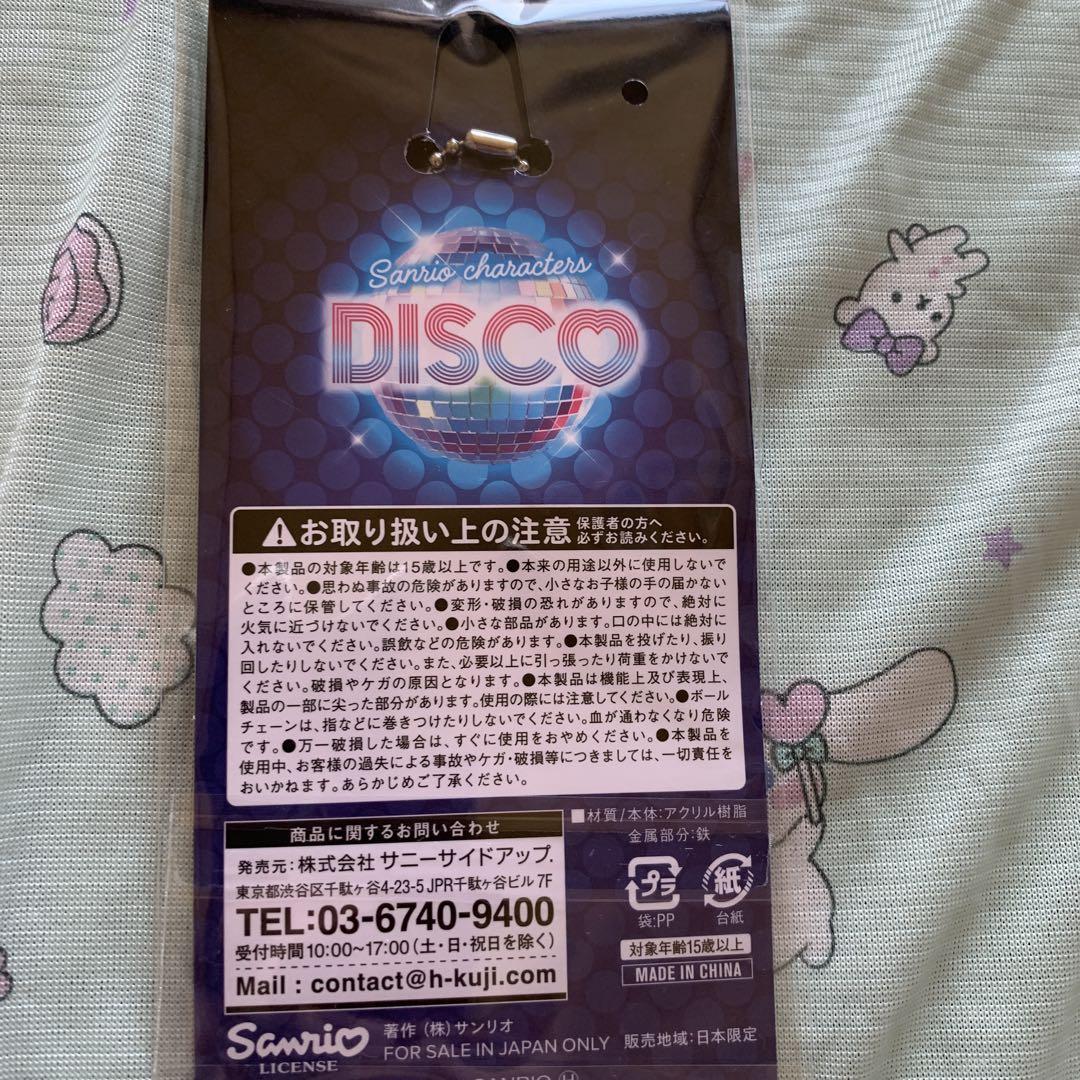 Sanrio characters
DISCO
お取り扱い上の注意 保護者の方へ
必ずお読みください。
●本製品の対象年齢は15歳以上です。●本来の用途以外に使用しないで
ください。●思わぬ事故の危険がありますので、小さなお子様の手の届かない
ところに保管してください。●変形・破損の恐れがありますので、絶対に
火気に近づけないでください。●小さな部品があります。口の中には絶対に
入れないでください。誤飲などの危険があります。●本製品を投げたり、振り
回したりしないでください。また、必要以上に引っ張ったり荷重をかけないで
ください。破損やケガの原因となります。●本製品は機能上及び表現上、
製品の一部に尖った部分があります。使用の際には注意してください。●ボール
チェーンは、指などに巻きつけたりしないでください。血が通わなくなり危険
です。●万一破損した場合は、すぐに使用をおやめください。●本製品を
使用中、お客様の過失による事故やケガ・破損等につきましては、一切責任を
おいかねます。あらかじめご了承ください。
商品に関するお問い合わせ
発売元:株式会社 サニーサイドアップ.
東京都渋谷区千駄ヶ谷4-23-5 JPR千駄ヶ谷ビル 7F
TEL:03-6740-9400
受付時間 10:00~17:00 (土・日・祝日を除く)
Mail : contact@h-kuji.com
■材質/本体:アクリル樹脂
金属部分:鉄
プラ 紙
袋:PP 台紙
対象年齢15歳以上
MADE IN CHINA
Sanrio
LICENSE
著作 (株) サンリオ
FOR SALE IN JAPAN ONLY
販売地域:日本限定
SANRIO